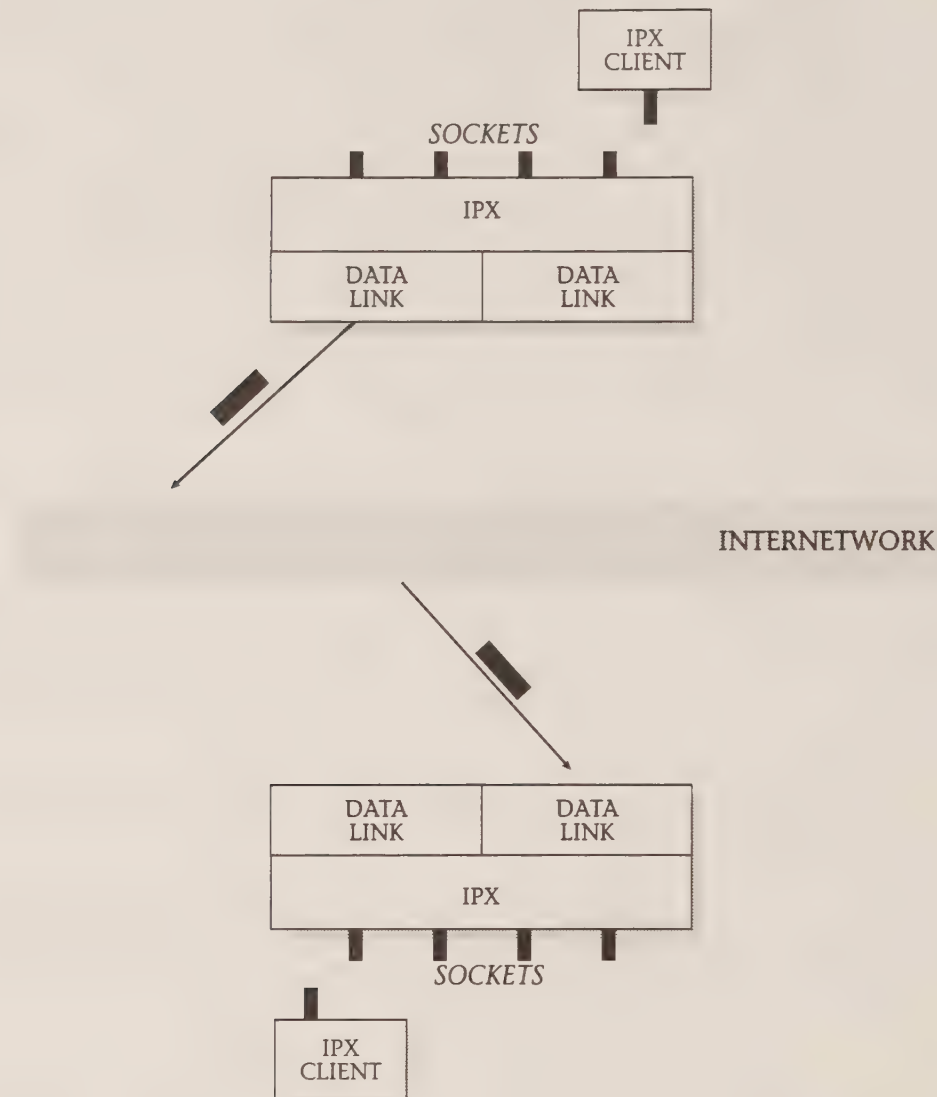 IPX
CLIENT
SOCKETS
IPX
DATA
LINK
DATA
LINK
INTERNETWORK
DATA
LINK
DATA
LINK
IPX
SOCKETS
IPX
CLIENT